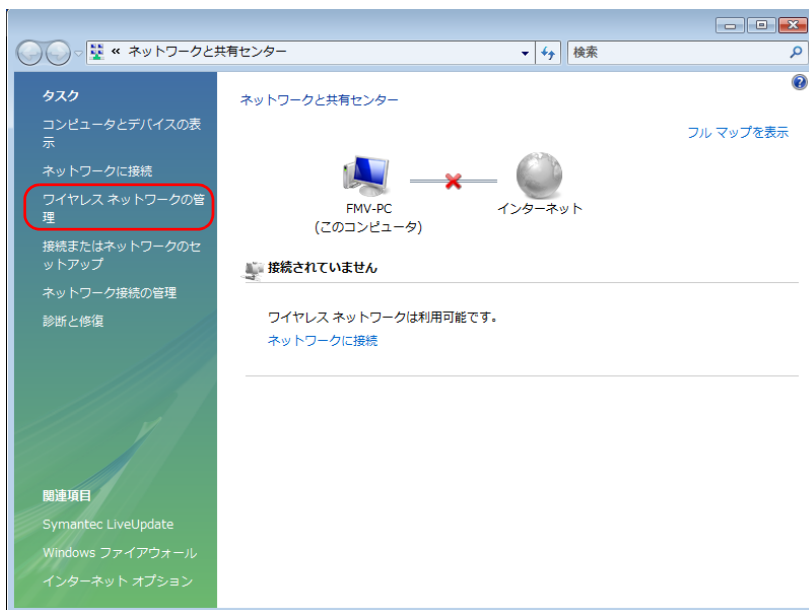 « ネットワークと共有センター
検索
タスク
コンピュータとデバイスの表
示
ネットワークに接続
ワイヤレス ネットワークの管
理
接続またはネットワークのセ
ットアップ
ネットワーク接続の管理
診断と修復
関連項目
Symantec LiveUpdate
Windows ファイアウォール
インターネット オプション
ネットワークと共有センター
フル マップを表示
FMV-PC
(このコンピュータ)
インターネット
接続されていません
ワイヤレス ネットワークは利用可能です。
ネットワークに接続